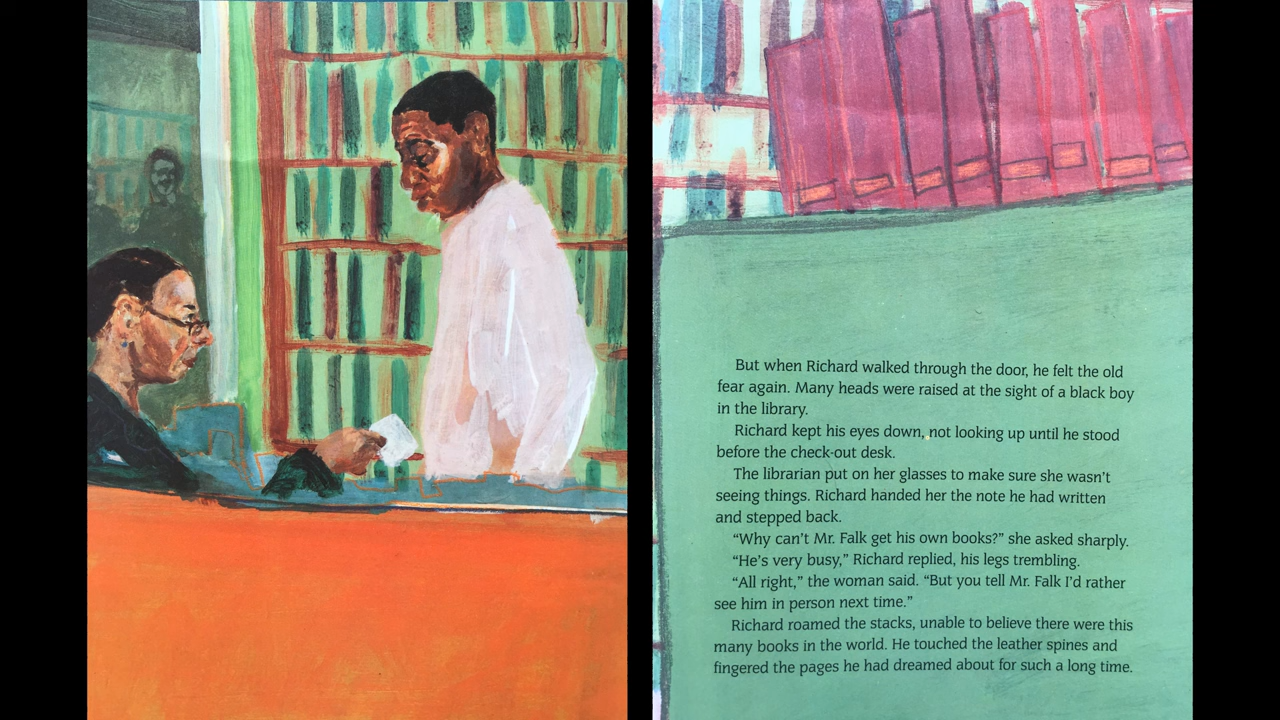 But when Richard walked through the door, he felt the old
fear again. Many heads were raised at the sight of a black boy
in the library.
Richard kept his eyes down, not looking up until he stood
before the check-out desk.
The librarian put on her glasses to make sure she wasn't
seeing things. Richard handed her the note he had written
and stepped back.
“Why can't Mr. Falk get his own books?” she asked sharply.
“He's very busy,” Richard replied, his legs trembling.
“All right,” the woman said. “But you tell Mr. Falk I'd rather
see him in person next time.”
Richard roamed the stacks, unable to believe there were this
many books in the world. He touched the leather spines and
fingered the pages he had dreamed about for such a long time.